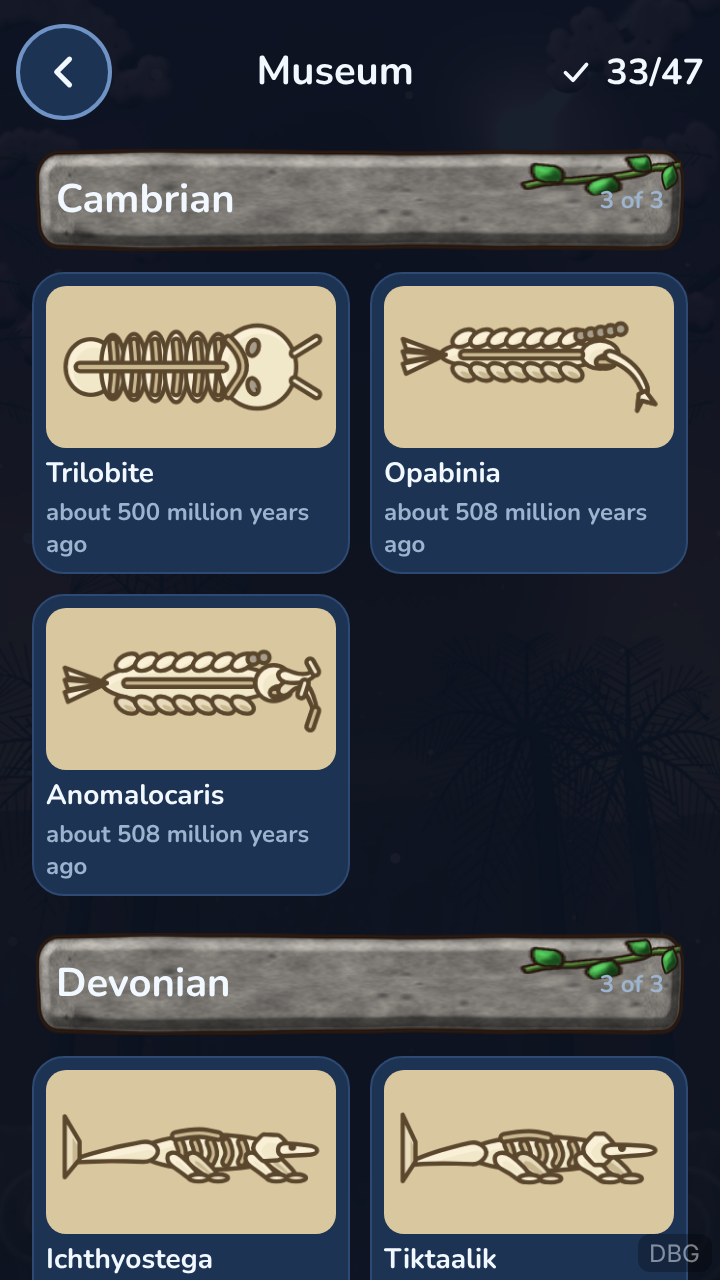 Museum
33/47
Cambrian
3 of 3
Trilobite
about 500 million years
ago
Opabinia
about 508 million years
ago
Anomalocaris
about 508 million years
ago
Devonian
3 of 3
Ichthyostega
Tiktaalik
DBG